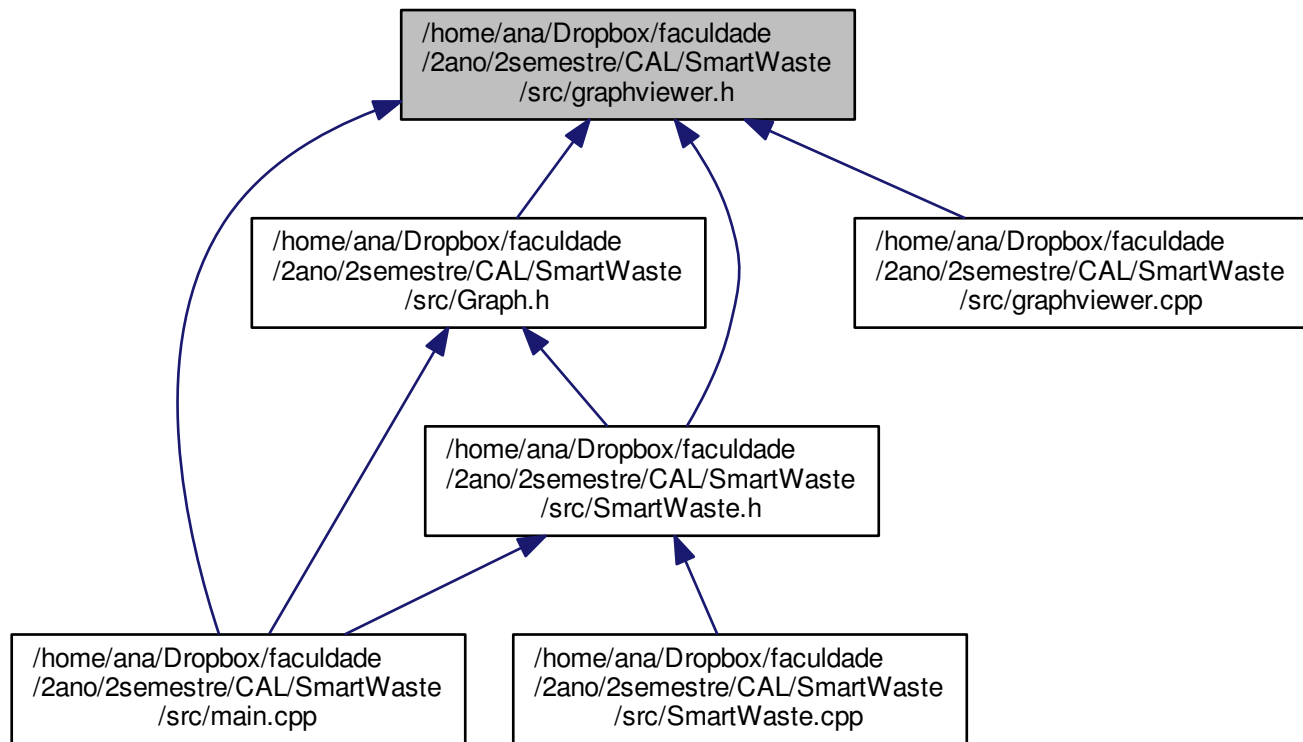 /home/ana/Dropbox/faculdade
/2ano/2semestre/CAL/SmartWaste
/src/graphviewer.h
/home/ana/Dropbox/faculdade
/2ano/2semestre/CAL/SmartWaste
/src/Graph.h
/home/ana/Dropbox/faculdade
/2ano/2semestre/CAL/SmartWaste
/src/graphviewer.cpp
/home/ana/Dropbox/faculdade
/2ano/2semestre/CAL/SmartWaste
/src/SmartWaste.h
/home/ana/Dropbox/faculdade
/2ano/2semestre/CAL/SmartWaste
/src/main.cpp
/home/ana/Dropbox/faculdade
/2ano/2semestre/CAL/SmartWaste
/src/SmartWaste.cpp